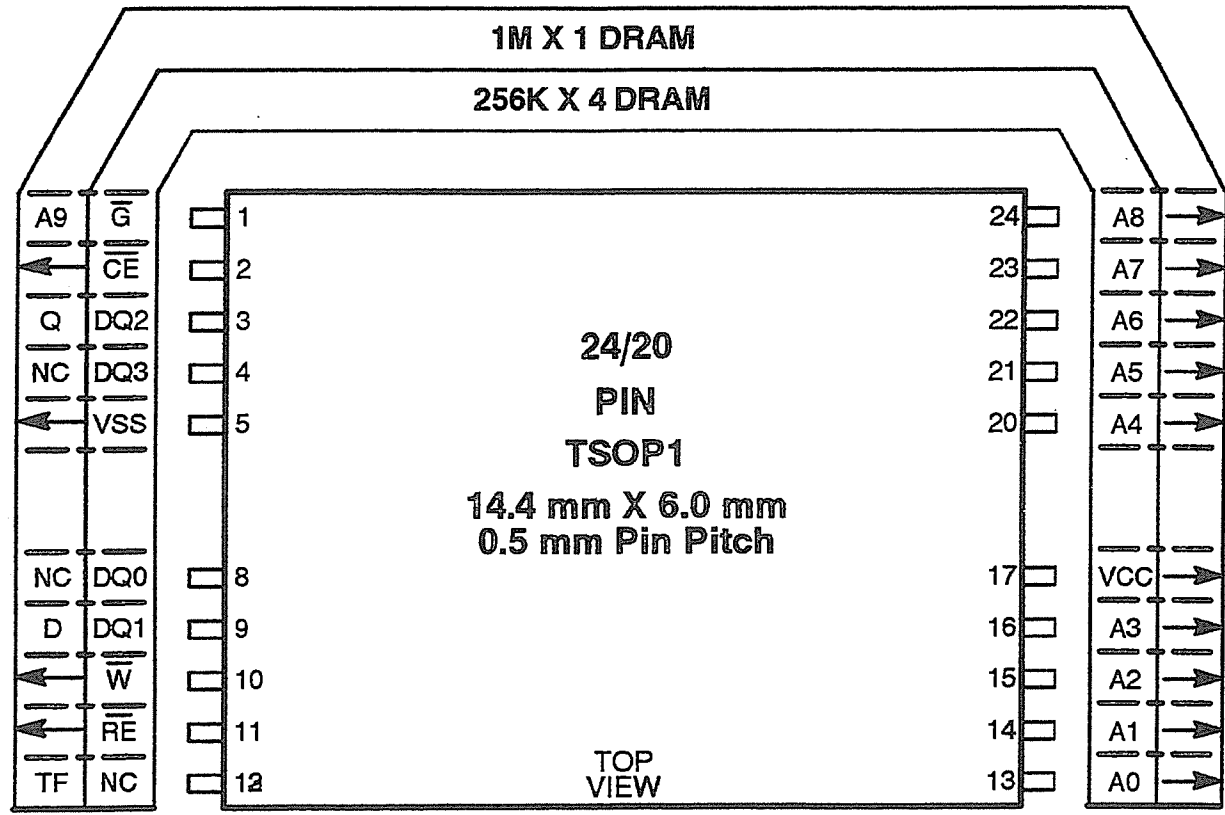 1M X 1 DRAM
256K X 4 DRAM
A9 G̅ 1 24 A8
C̅E̅ 2 23 A7
Q DQ2 3 22 A6
NC DQ3 4 21 A5
VSS 5 20 A4
24/20
PIN
TSOP1
14.4 mm X 6.0 mm
0.5 mm Pin Pitch
NC DQ0 8 17 VCC
D DQ1 9 16 A3
W̅ 10 15 A2
R̅E̅ 11 14 A1
TF NC 12 13 A0
TOP
VIEW